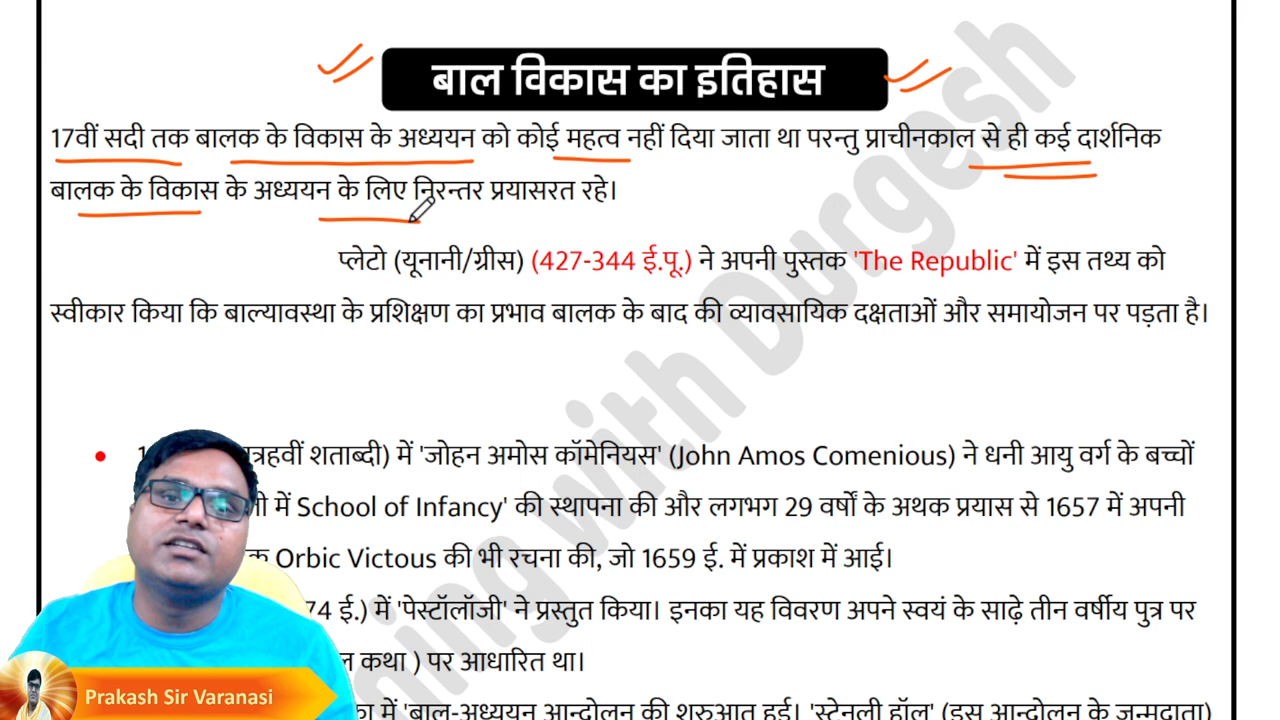 बाल विकास का इतिहास
17वीं सदी तक बालक के विकास के अध्ययन को कोई महत्व नहीं दिया जाता था परन्तु प्राचीनकाल से ही कई दार्शनिक
बालक के विकास के अध्ययन के लिए निरन्तर प्रयासरत रहे।
प्लेटो (यूनानी/ग्रीस) (427-344 ई.पू.) ने अपनी पुस्तक 'The Republic' में इस तथ्य को
स्वीकार किया कि बाल्यावस्था के प्रशिक्षण का प्रभाव बालक के बाद की व्यावसायिक दक्षताओं और समायोजन पर पड़ता है।
शताब्दी) में 'जोहन अमोस कॉमेनियस' (John Amos Comenious) ने धनी आयु वर्ग के बच्चों
में School of Infancy' की स्थापना की और लगभग 29 वर्षों के अथक प्रयास से 1657 में अपनी
Orbic Victous की भी रचना की, जो 1659 ई. में प्रकाश में आई।
74 ई.) में 'पेस्टॉलॉजी' ने प्रस्तुत किया। इनका यह विवरण अपने स्वयं के साढ़े तीन वर्षीय पुत्र पर
कथा ) पर आधारित था।
में 'बाल-अध्ययन आन्दोलन की शुरुआत हुई। 'स्टेनली हॉल' (इस आन्दोलन के जन्मदाता)
with Durgesh
Prakash Sir Varanasi